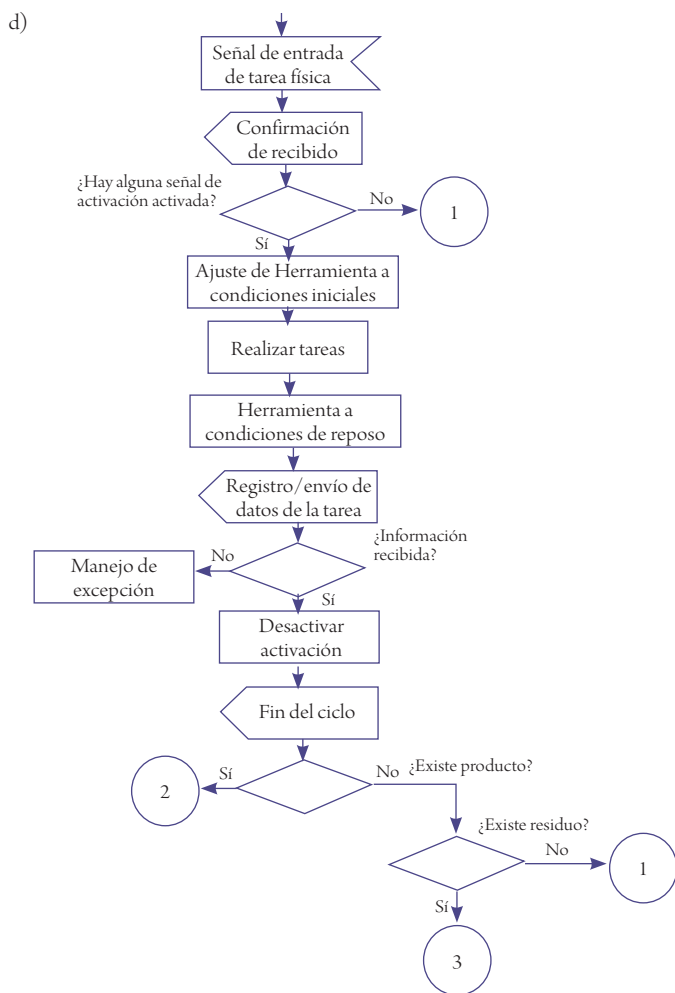 d)
Señal de entrada
de tarea física
Confirmación
de recibido
¿Hay alguna señal de
activación activada?
No
1
Sí
Ajuste de Herramienta a
condiciones iniciales
Realizar tareas
Herramienta a
condiciones de reposo
Registro/envío de
datos de la tarea
¿Información
recibida?
No
Manejo de
excepción
Sí
Desactivar
activación
Fin del ciclo
¿Existe producto?
Sí
No
2
¿Existe residuo?
No
1
Sí
3